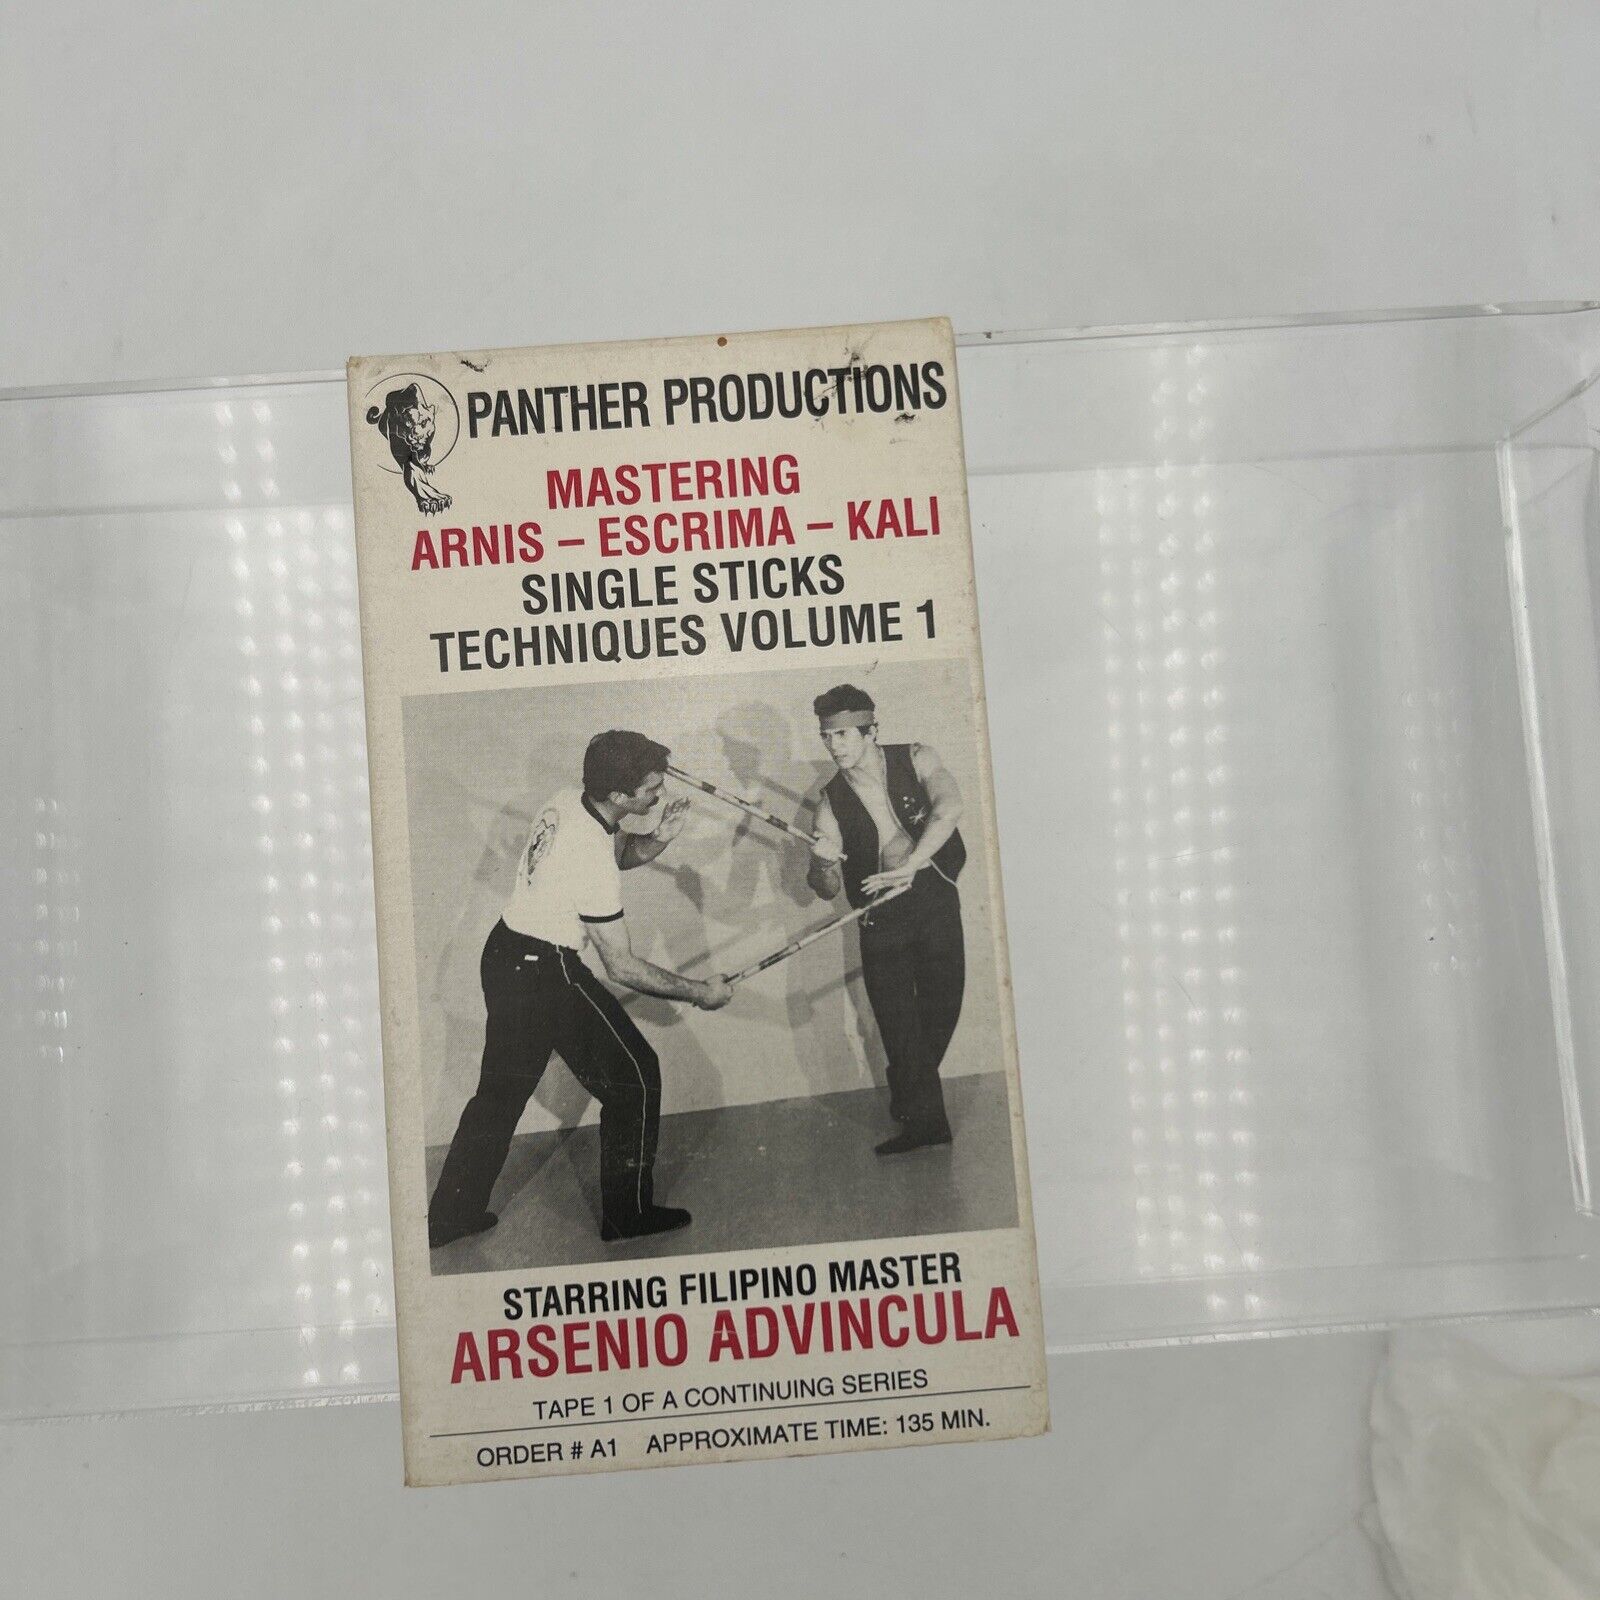 PANTHER PRODUCTIONS
MASTERING
ARNIS – ESCRIMA – KALI
SINGLE STICKS
TECHNIQUES VOLUME 1
STARRING FILIPINO MASTER
ARSENIO ADVINCULA
TAPE 1 OF A CONTINUING SERIES
ORDER # A1 APPROXIMATE TIME: 135 MIN.